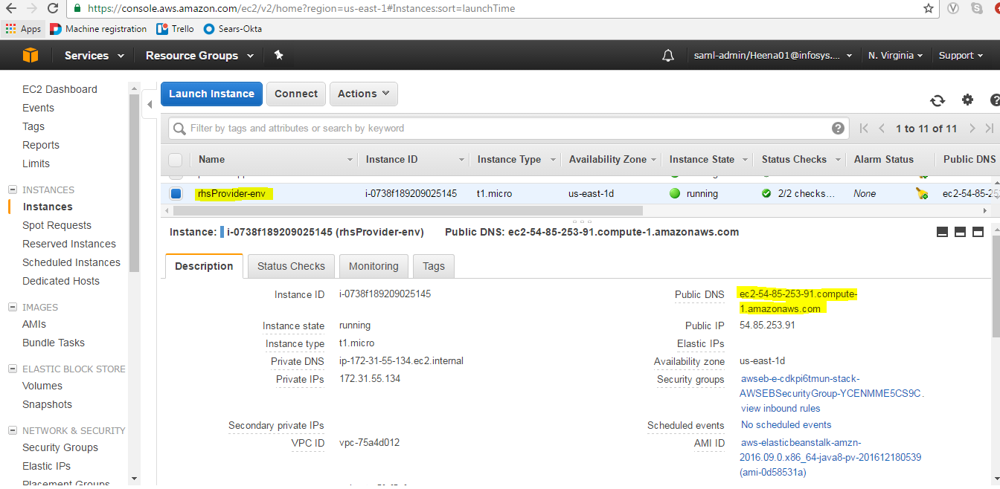 https://console.aws.amazon.com/ec2/v2/home?region=us-east-1#Instances:sort=launchTime
Apps Machine registration Trello Sears-Okta
Services Resource Groups saml-admin/Heena01@infosys.... N. Virginia Support
EC2 Dashboard
Events
Tags
Reports
Limits
INSTANCES
Instances
Spot Requests
Reserved Instances
Scheduled Instances
Dedicated Hosts
IMAGES
AMIs
Bundle Tasks
ELASTIC BLOCK STORE
Volumes
Snapshots
NETWORK & SECURITY
Security Groups
Elastic IPs
Placement Groups
Launch Instance Connect Actions
Filter by tags and attributes or search by keyword 1 to 11 of 11
Name Instance ID Instance Type Availability Zone Instance State Status Checks Alarm Status Public DNS
rhsProvider-env i-0738f189209025145 t1.micro us-east-1d running 2/2 checks... None ec2-54-85-253
Instance: i-0738f189209025145 (rhsProvider-env) Public DNS: ec2-54-85-253-91.compute-1.amazonaws.com
Description Status Checks Monitoring Tags
Instance ID i-0738f189209025145
Instance state running
Instance type t1.micro
Private DNS ip-172-31-55-134.ec2.internal
Private IPs 172.31.55.134
Secondary private IPs
VPC ID vpc-75a4d012
Public DNS ec2-54-85-253-91.compute-
1.amazonaws.com
Public IP 54.85.253.91
Elastic IPs
Availability zone us-east-1d
Security groups awseb-e-cdkpi6tmun-stack-
AWSEBSecurityGroup-YCENMME5CS9C.
view inbound rules
Scheduled events No scheduled events
AMI ID aws-elasticbeanstalk-amzn-
2016.09.0.x86_64-java8-pv-201612180539
(ami-0d58531a)